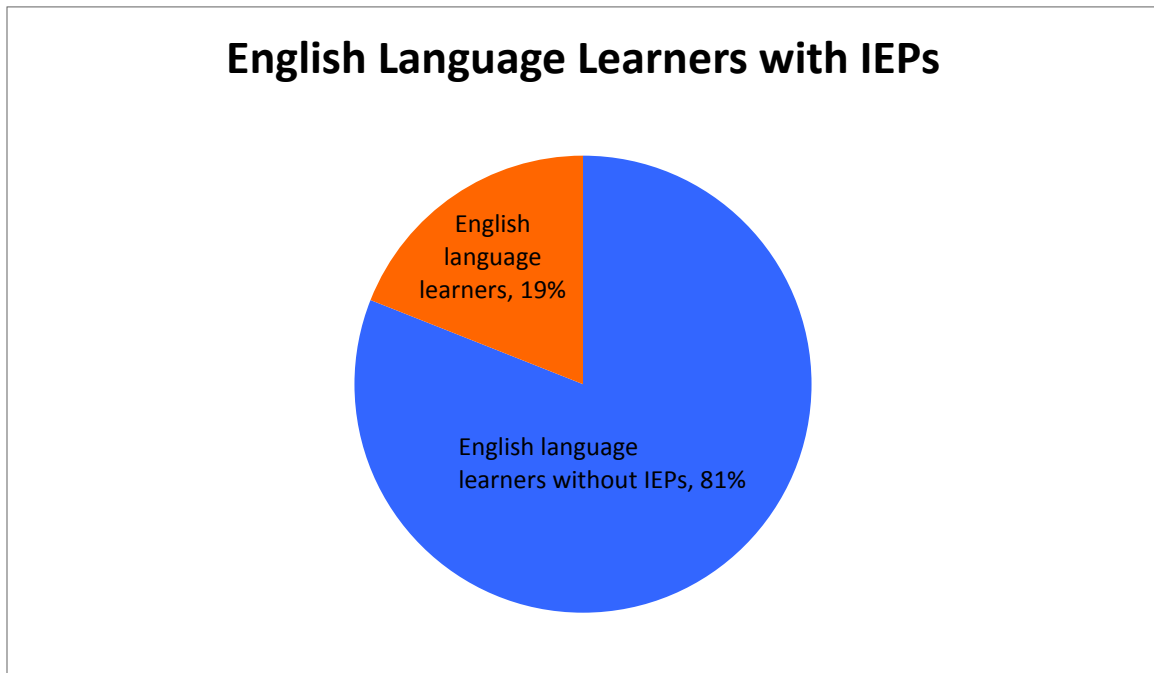 English Language Learners with IEPs
English
language
learners, 19%
English language
learners without IEPs, 81%